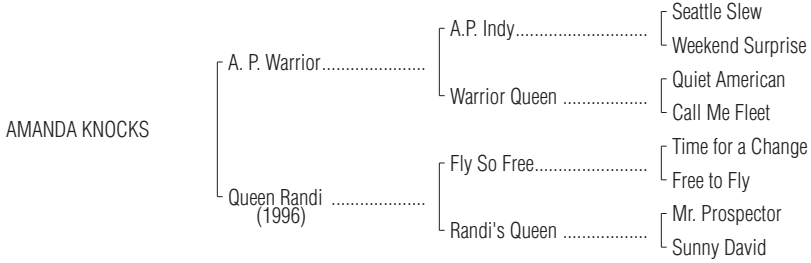 Seattle Slew
A.P. Indy............................
Weekend Surprise
A. P. Warrior......................
Quiet American
Warrior Queen ..................
Call Me Fleet
AMANDA KNOCKS
Time for a Change
Fly So Free........................
Free to Fly
Queen Randi ....................
(1996)
Mr. Prospector
Randi's Queen ..................
Sunny David